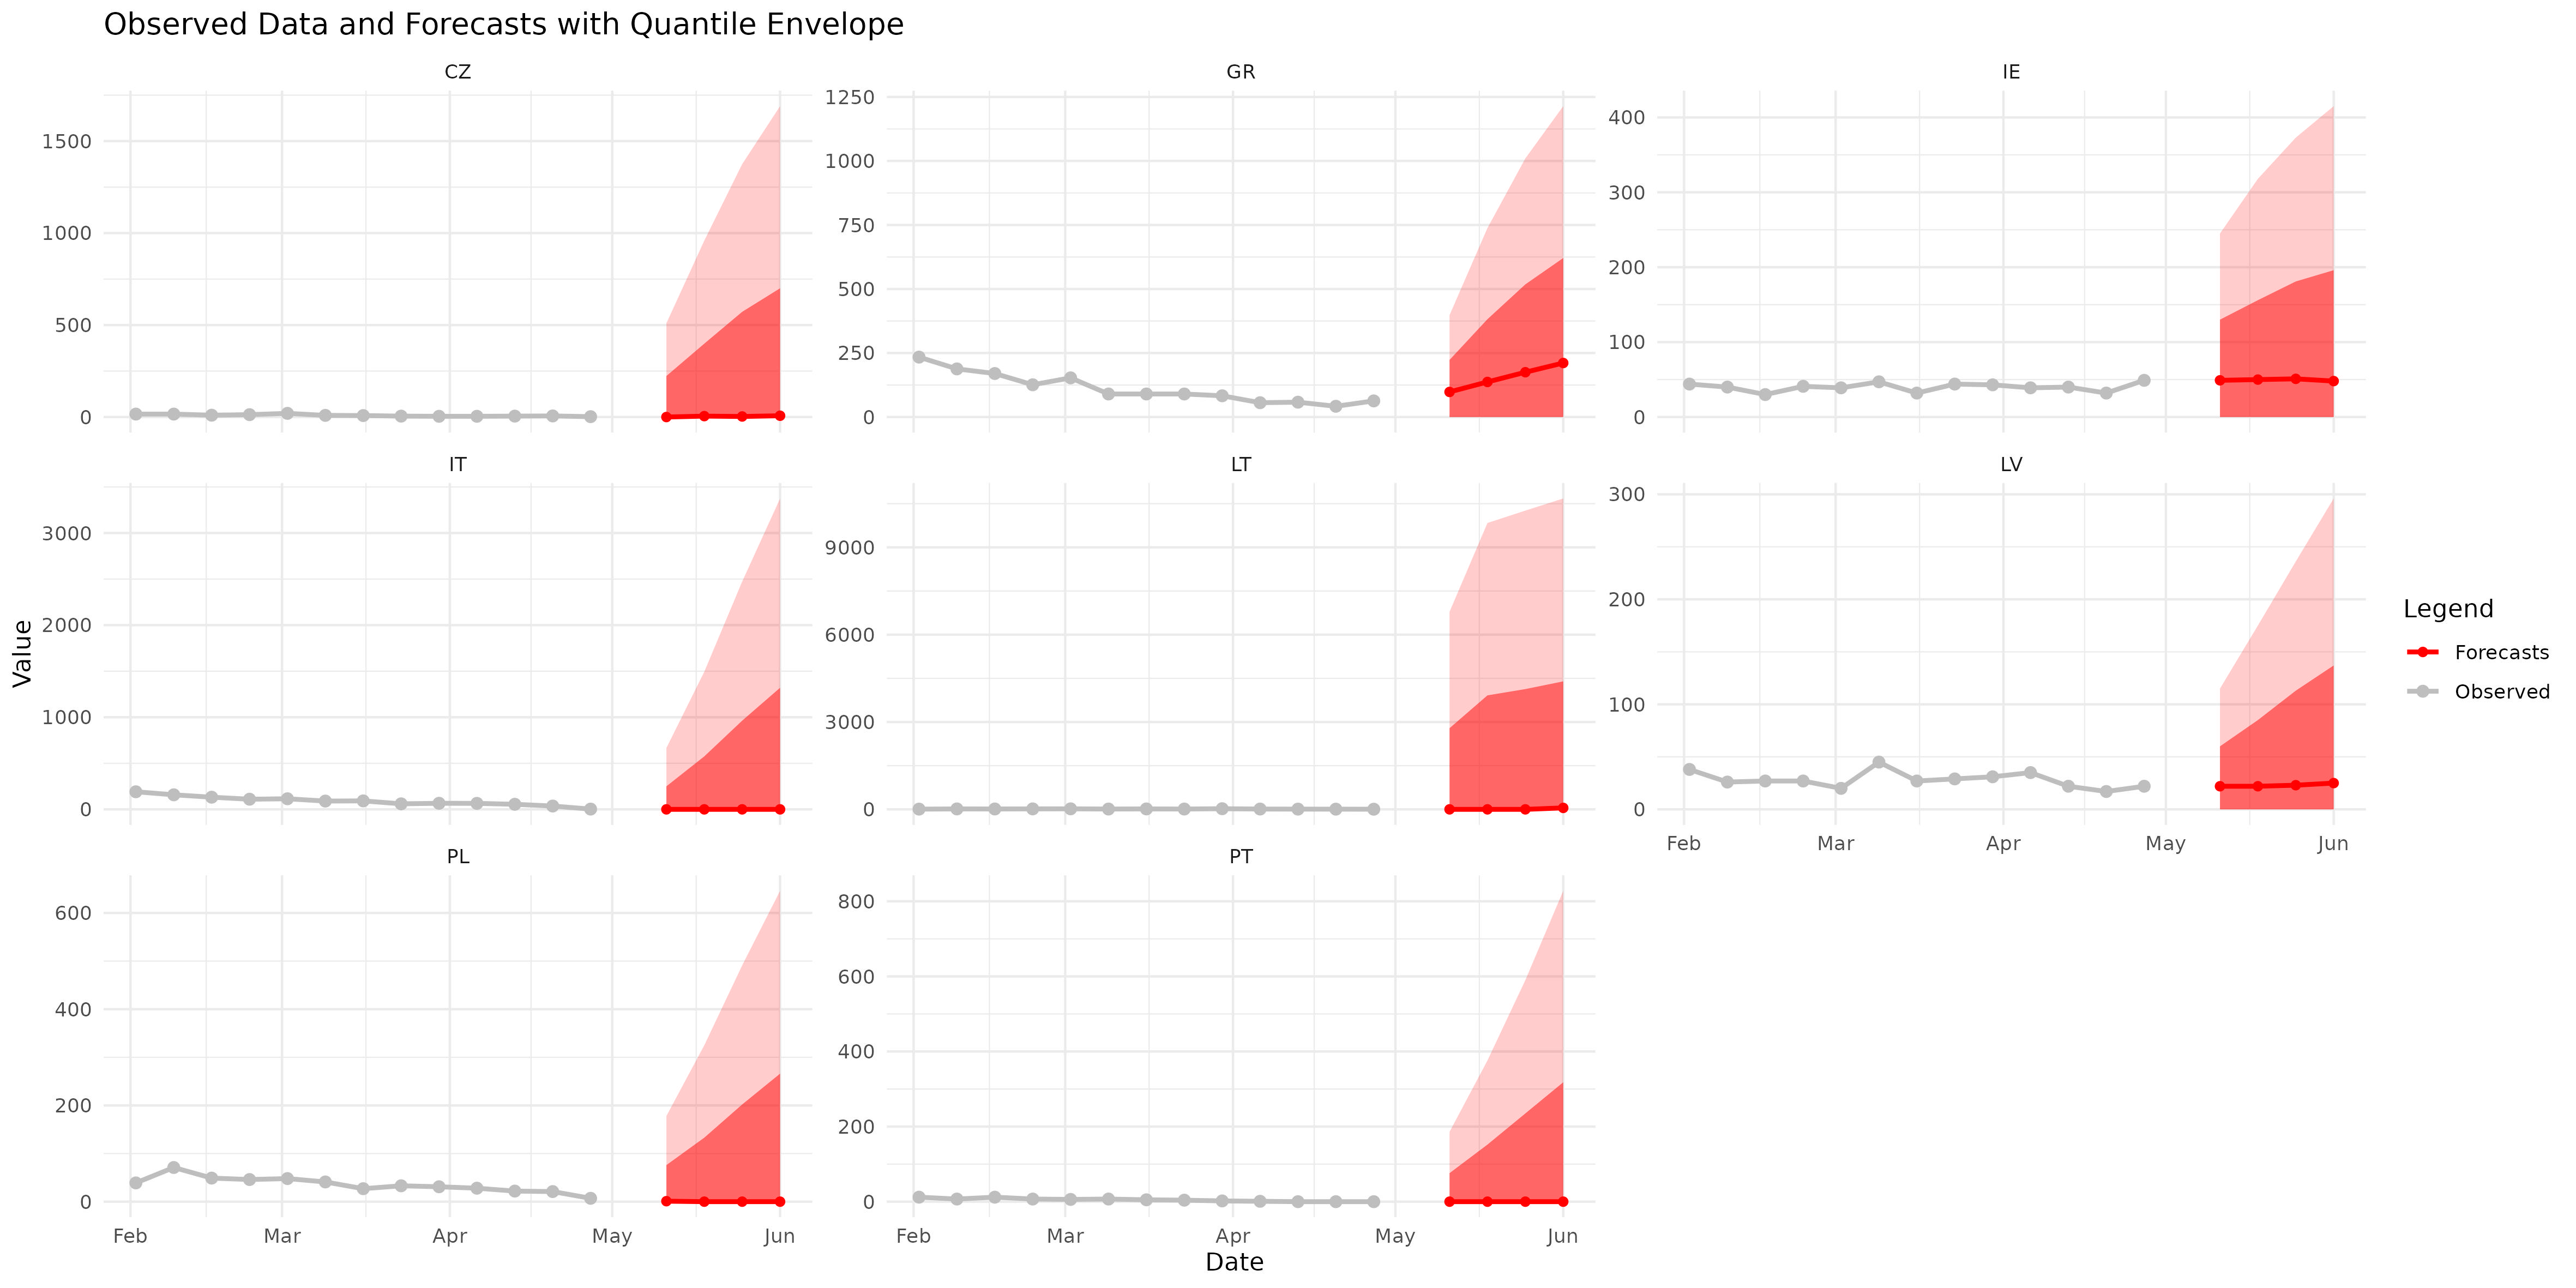 Observed Data and Forecasts with Quantile Envelope
CZ
GR
IE
1500
1000
500
0
1250
1000
750
500
250
0
400
300
200
100
0
IT
LT
LV
3000
2000
1000
0
9000
6000
3000
0
300
200
100
0
Feb Mar Apr May Jun
PL
PT
600
400
200
0
Feb Mar Apr May Jun
800
600
400
200
0
Feb Mar Apr May Jun
Value
Date
Legend
Forecasts
Observed